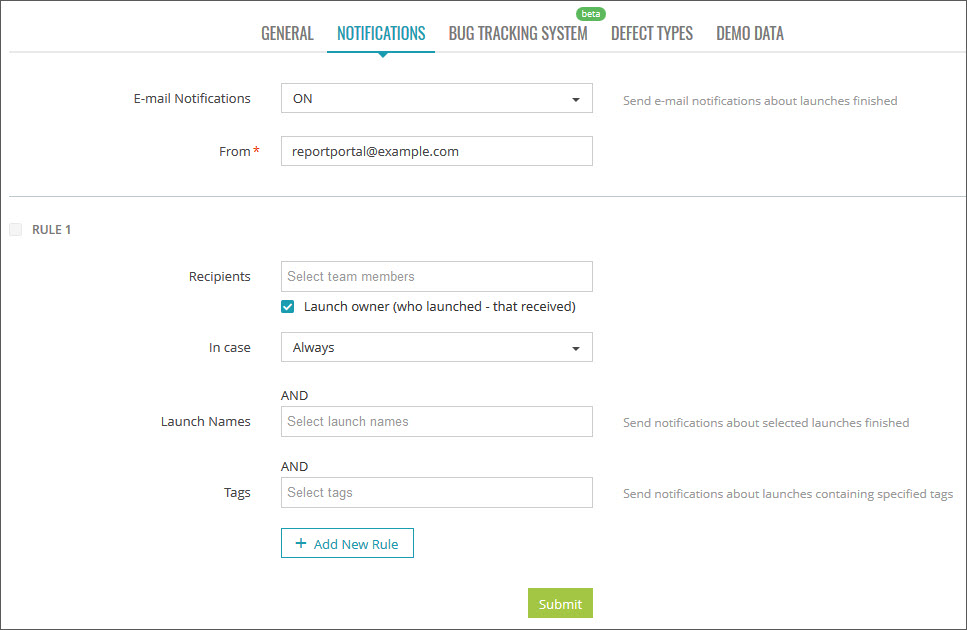 beta
GENERAL NOTIFICATIONS BUG TRACKING SYSTEM DEFECT TYPES DEMO DATA
E-mail Notifications ON Send e-mail notifications about launches finished
From* reportportal@example.com
RULE 1
Recipients Select team members
Launch owner (who launched - that received)
In case Always
AND
Launch Names Select launch names Send notifications about selected launches finished
AND
Tags Select tags Send notifications about launches containing specified tags
+ Add New Rule
Submit